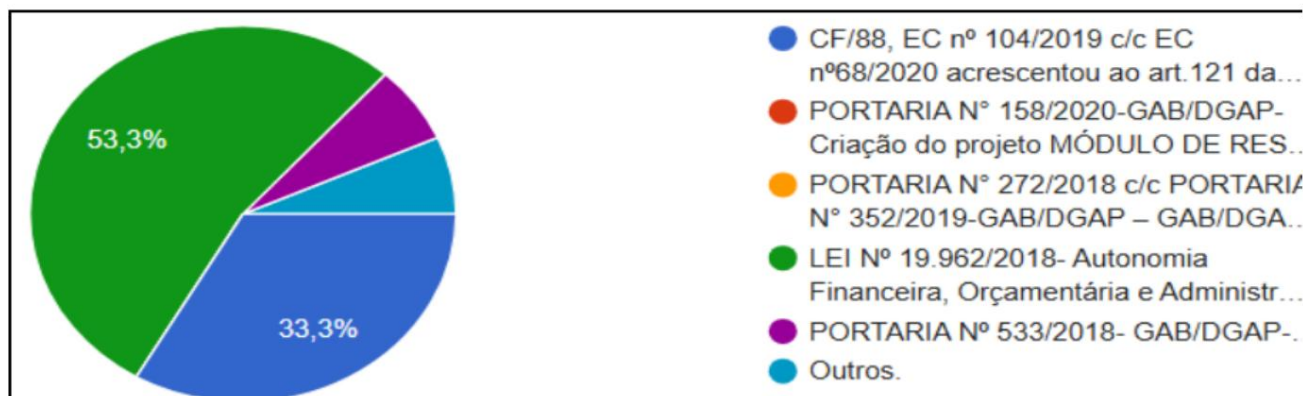 53,3%
33,3%
CF/88, EC nº 104/2019 c/c EC
nº68/2020 acrescentou ao art.121 da...
PORTARIA N° 158/2020-GAB/DGAP-
Criação do projeto MÓDULO DE RES...
PORTARIA N° 272/2018 c/c PORTARIA
N° 352/2019-GAB/DGAP – GAB/DGA...
LEI Nº 19.962/2018- Autonomia
Financeira, Orçamentária e Administr...
PORTARIA Nº 533/2018- GAB/DGAP-...
Outros.